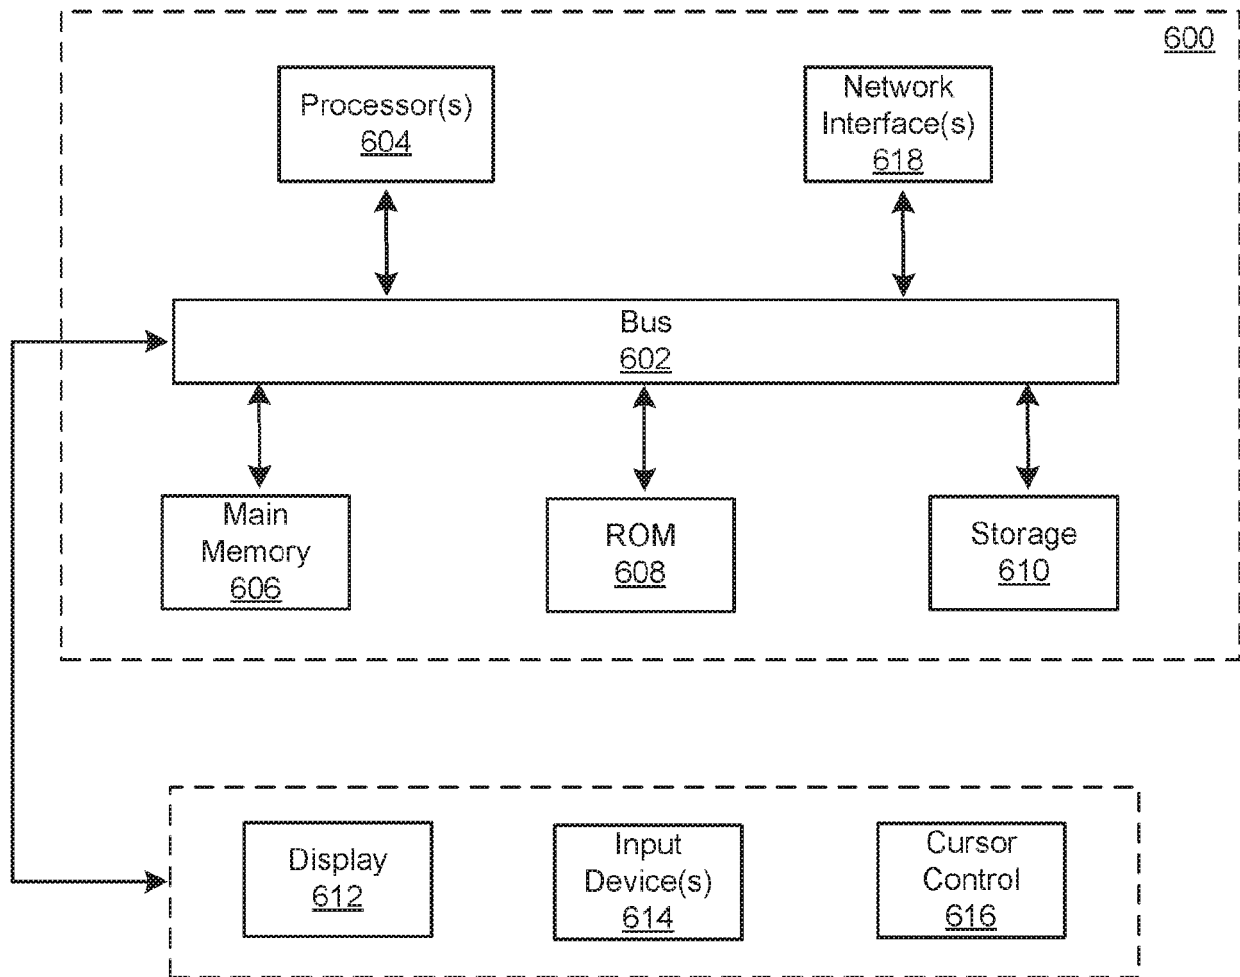 600
Processor(s)
604
Network
Interface(s)
618
Bus
602
Main
Memory
606
ROM
608
Storage
610
Display
612
Input
Device(s)
614
Cursor
Control
616